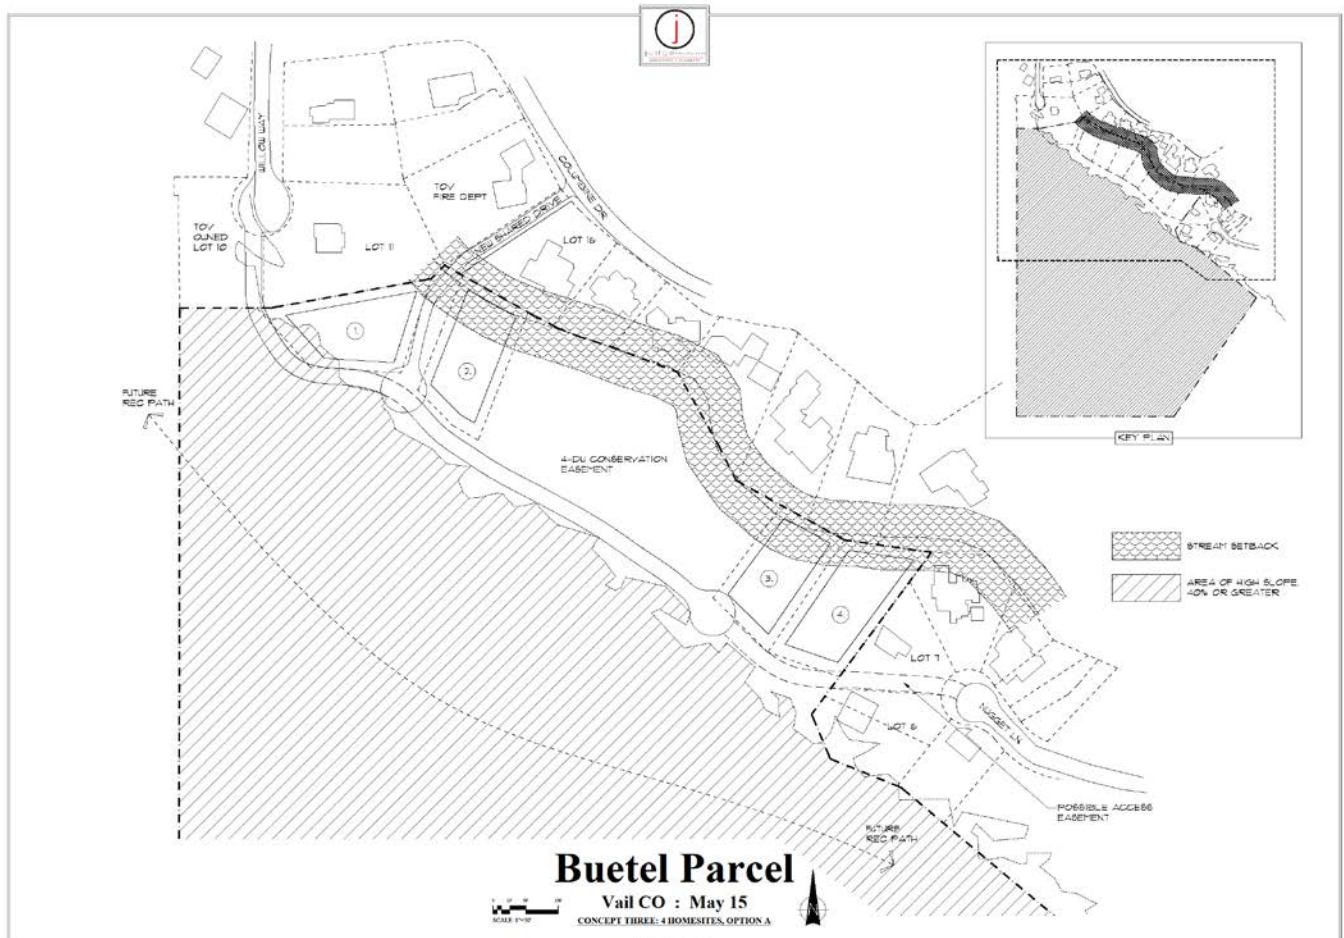 j
WILLOW WAY
COLUMBINE DR.
TOV
FIRE DEPT
NEW SHARED DRIVE
TOV
OWNED
LOT 10
LOT 11
LOT 16
1.
2.
FUTURE
REC PATH
4-DU CONSERVATION
EASEMENT
KEY PLAN
STREAM SETBACK
AREA OF HIGH SLOPE,
40% OR GREATER
3.
4.
LOT 7
NUGGET LN
LOT 6
POSSIBLE ACCESS
EASEMENT
FUTURE
REC PATH
Buetel Parcel
Vail CO : May 15
CONCEPT THREE: 4 HOMESITES, OPTION A